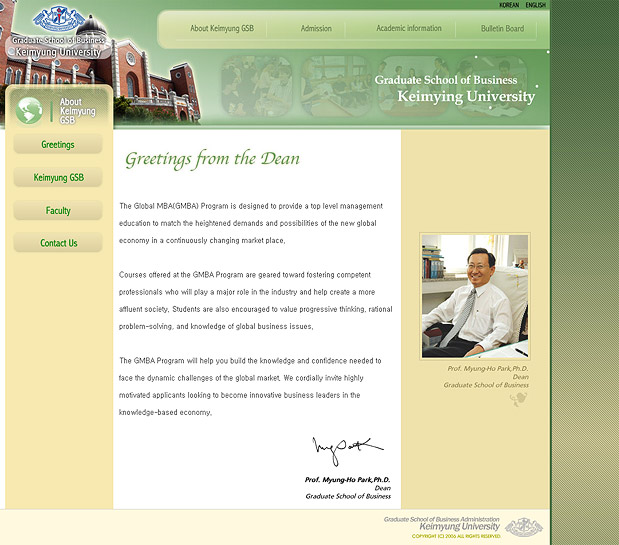 KOREAN ENGLISH
Graduate School of Business
Keimyung University
About Keimyung GSB Admission Academic information Bulletin Board
Graduate School of Business
Keimying University
About
Keimyung
GSB
Greetings
Keimyung GSB
Faculty
Contact Us
Greetings from the Dean
The Global MBA(GMBA) Program is designed to provide a top level management
education to match the heightened demands and possibilities of the new global
economy in a continuously changing market place.
Courses offered at the GMBA Program are geared toward fostering competent
professionals who will play a major role in the industry and help create a more
affluent society. Students are also encouraged to value progressive thinking, rational
problem-solving, and knowledge of global business issues.
The GMBA Program will help you build the knowledge and confidence needed to
face the dynamic challenges of the global market. We cordially invite highly
motivated applicants looking to become innovative business leaders in the
knowledge-based economy.
Prof. Myung-Ho Park,Ph.D.
Dean
Graduate School of Business
Prof. Myung-Ho Park,Ph.D.
Dean
Graduate School of Business
Graduate School of Business Administration
Keimyung University
COPYRIGHT (C) 2006 ALL RIGHTS RESERVED